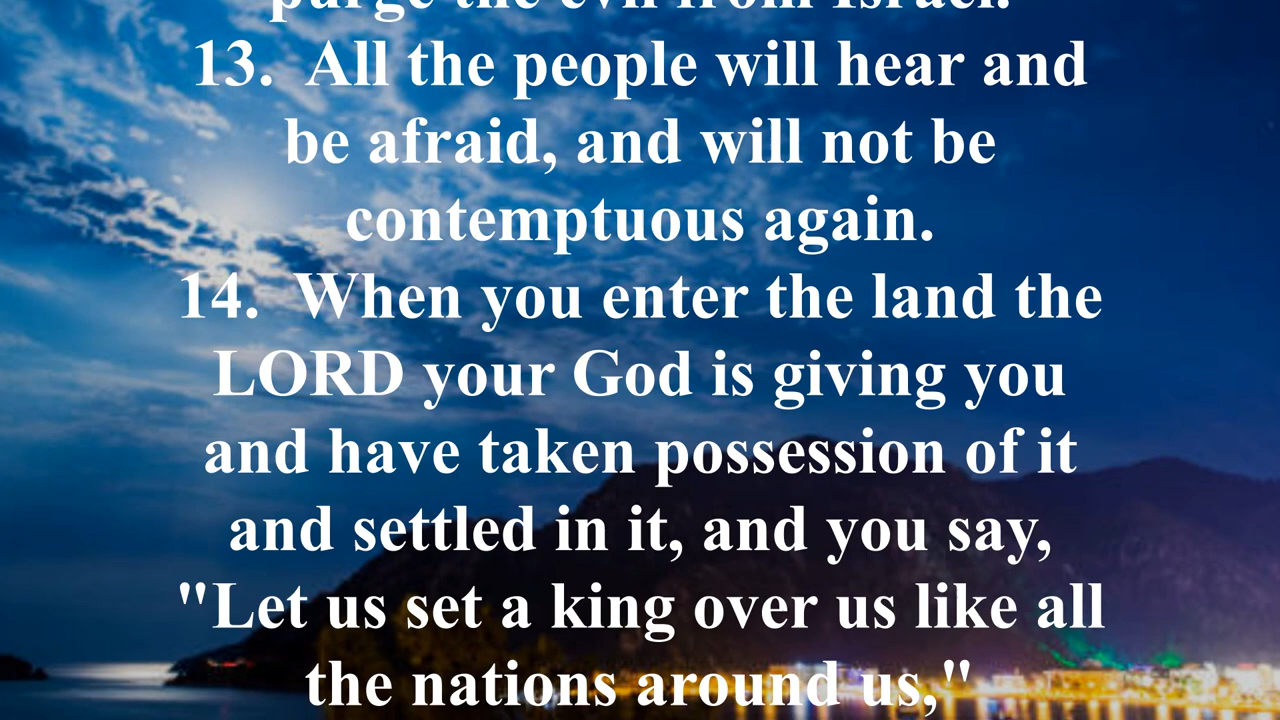 purge the evil from Israel.
13.  All the people will hear and
be afraid, and will not be
contemptuous again.
14.  When you enter the land the
LORD your God is giving you
and have taken possession of it
and settled in it, and you say,
"Let us set a king over us like all
the nations around us,"